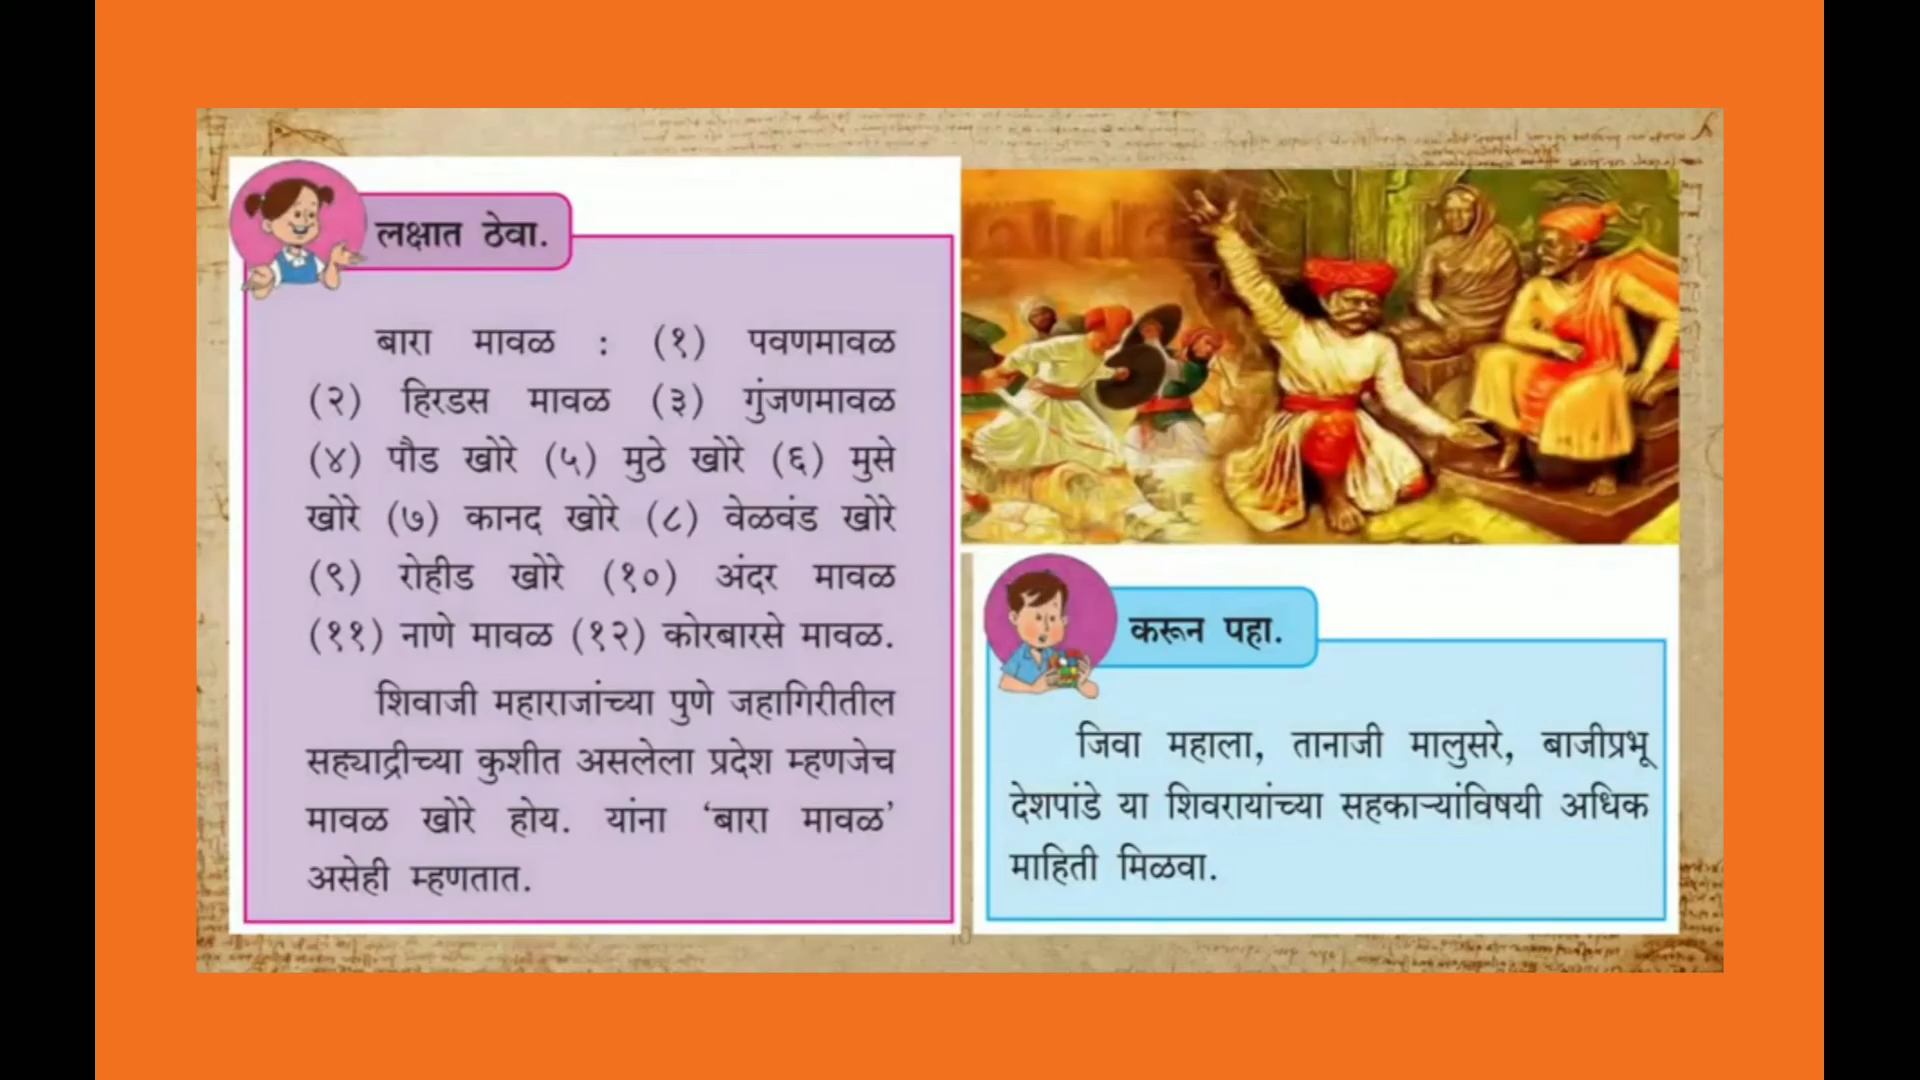 लक्षात ठेवा.
बारा मावळ : (१) पवणमावळ
(२) हिरडस मावळ (३) गुंजणमावळ
(४) पौड खोरे (५) मुठे खोरे (६) मुसे
खोरे (७) कानद खोरे (८) वेळवंड खोरे
(९) रोहीड खोरे (१०) अंदर मावळ
(११) नाणे मावळ (१२) कोरबारसे मावळ.
शिवाजी महाराजांच्या पुणे जहागिरीतील
सह्याद्रीच्या कुशीत असलेला प्रदेश म्हणजेच
मावळ खोरे होय. यांना ‘बारा मावळ’
असेही म्हणतात.
करून पहा.
जिवा महाला, तानाजी मालुसरे, बाजीप्रभू
देशपांडे या शिवरायांच्या सहकाऱ्यांविषयी अधिक
माहिती मिळवा.
10